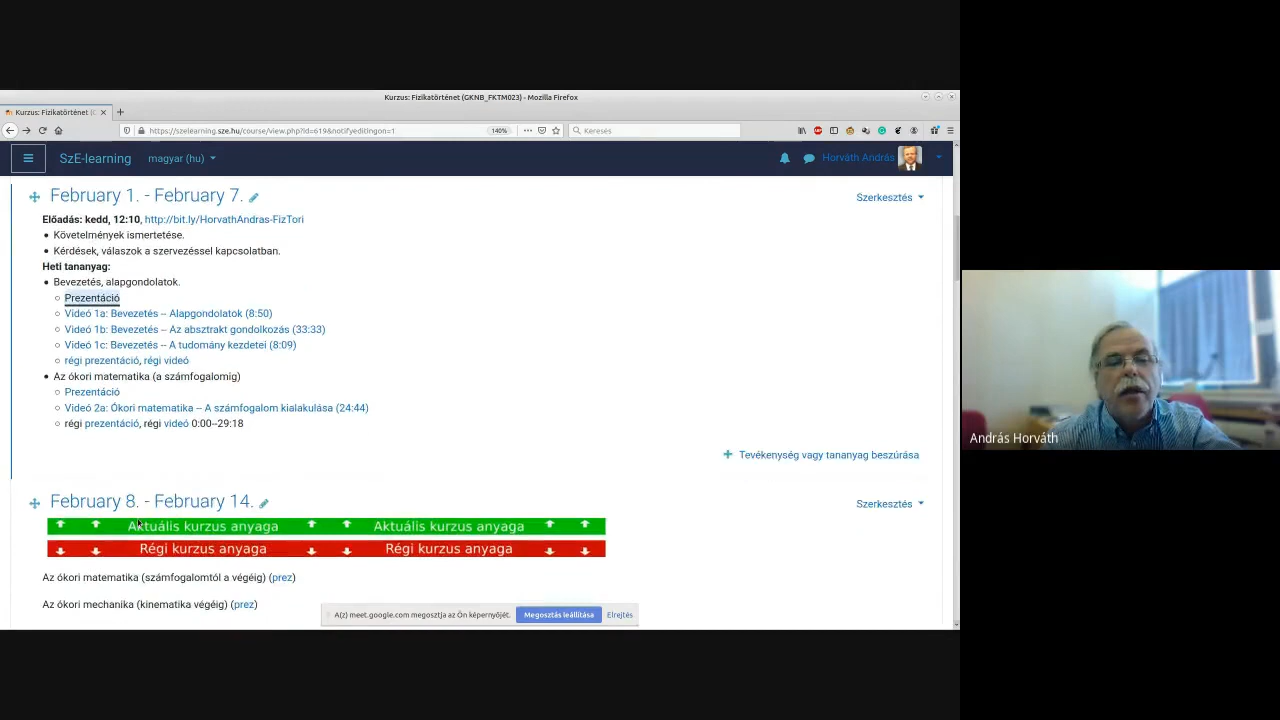 Kurzus: Fizikatörténet (GKNB_FKTM023) - Mozilla Firefox
Kurzus: Fizikatörténet (
https://szelearning.sze.hu/course/view.php?id=619&notifyeditingon=1
140%
Keresés
SzE-learning
magyar (hu)
Horváth András
February 1. - February 7.
Szerkesztés
Előadás: kedd, 12:10, http://bit.ly/HorvathAndras-FizTori
• Követelmények ismertetése.
• Kérdések, válaszok a szervezéssel kapcsolatban.
Heti tananyag:
• Bevezetés, alapgondolatok.
○ Prezentáció
○ Videó 1a: Bevezetés -- Alapgondolatok (8:50)
○ Videó 1b: Bevezetés -- Az absztrakt gondolkozás (33:33)
○ Videó 1c: Bevezetés -- A tudomány kezdetei (8:09)
○ régi prezentáció, régi videó
• Az ókori matematika (a számfogalomig)
○ Prezentáció
○ Videó 2a: Ókori matematika -- A számfogalom kialakulása (24:44)
○ régi prezentáció, régi videó 0:00--29:18
Tevékenység vagy tananyag beszúrása
February 8. - February 14.
Szerkesztés
Aktuális kurzus anyaga Aktuális kurzus anyaga
Régi kurzus anyaga Régi kurzus anyaga
Az ókori matematika (számfogalomtól a végéig) (prez)
Az ókori mechanika (kinematika végéig) (prez)
A(z) meet.google.com megosztja az Ön képernyőjét.
Megosztás leállítása
Elrejtés
András Horváth